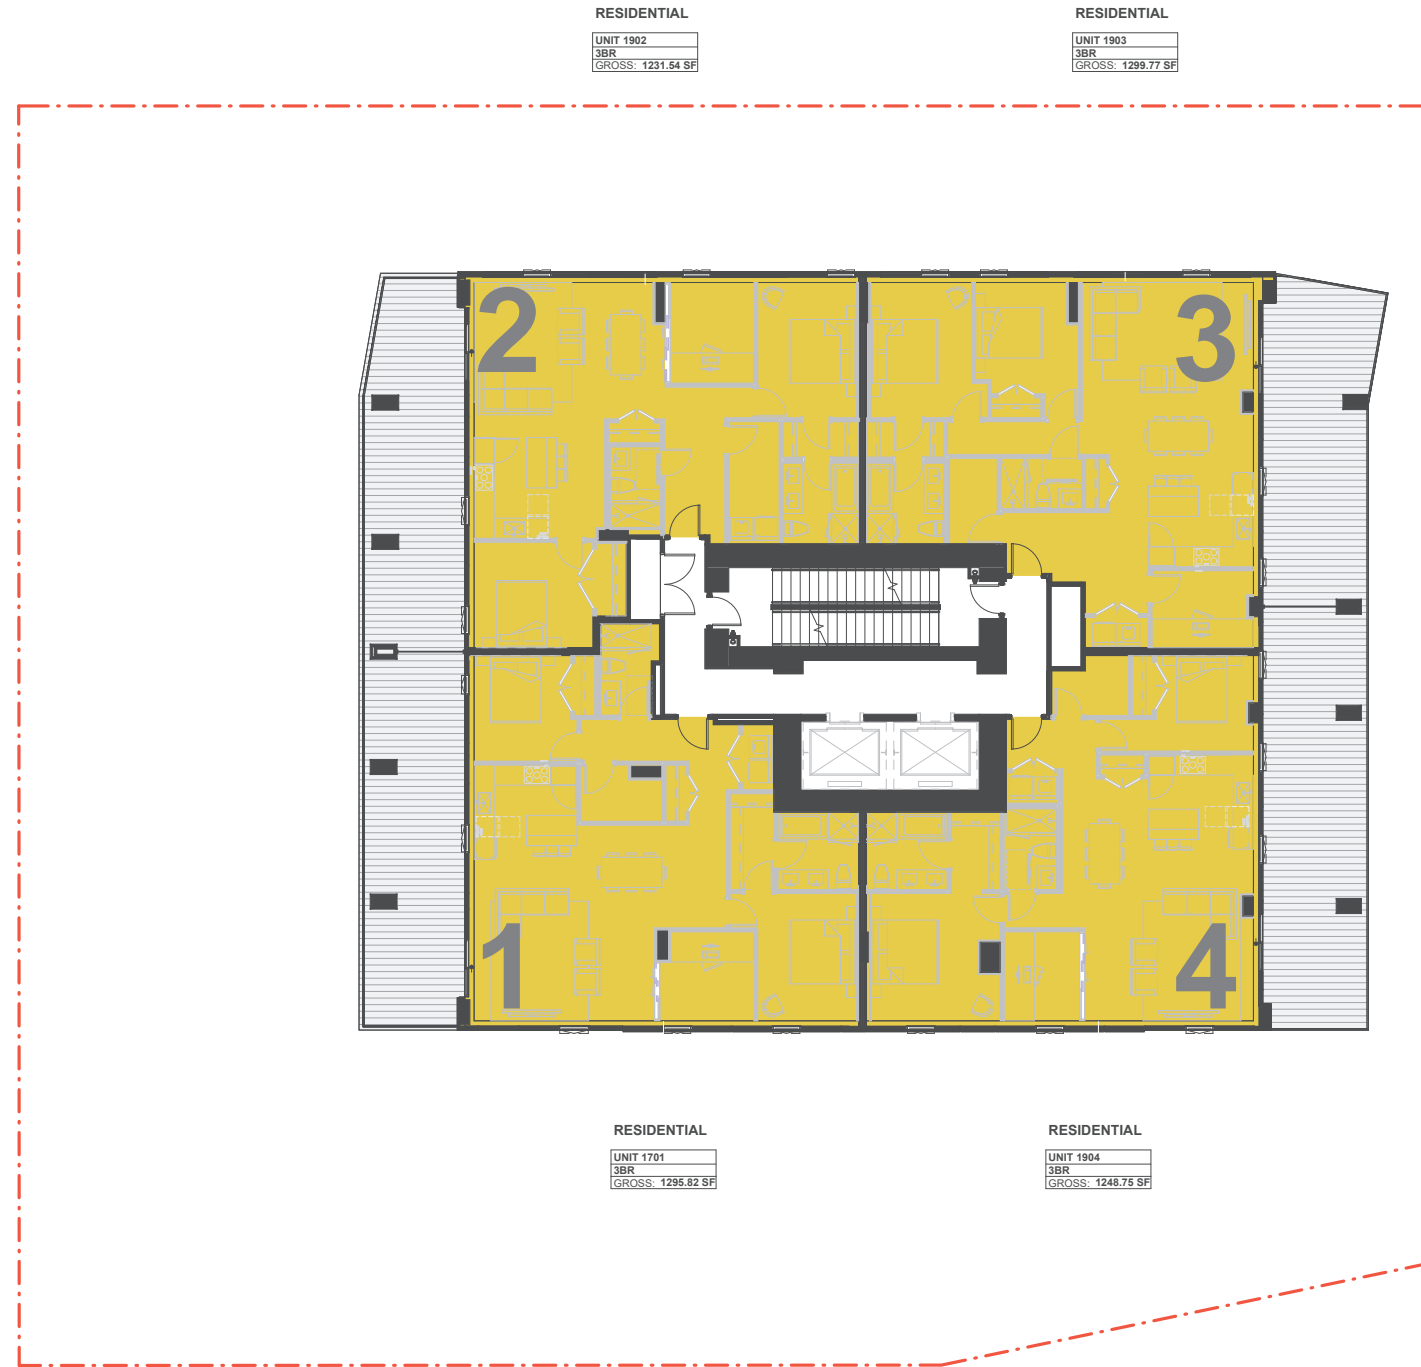 RESIDENTIAL
UNIT 1902
3BR
GROSS: 1231.54 SF
RESIDENTIAL
UNIT 1903
3BR
GROSS: 1299.77 SF
2
3
1
4
RESIDENTIAL
UNIT 1701
3BR
GROSS: 1295.82 SF
RESIDENTIAL
UNIT 1904
3BR
GROSS: 1248.75 SF